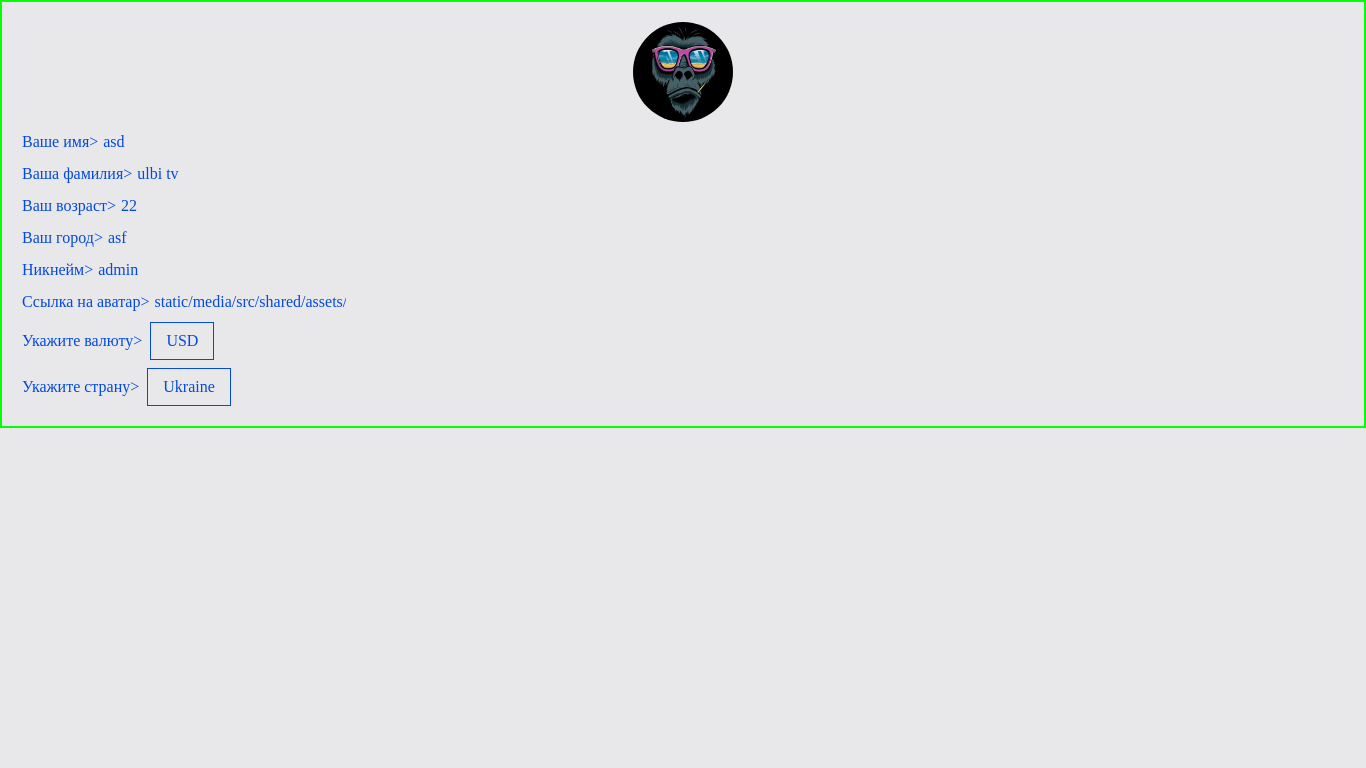 Ваше имя> asd
Ваша фамилия> ulbi tv
Ваш возраст> 22
Ваш город> asf
Никнейм> admin
Ссылка на аватар> static/media/src/shared/assets/
Укажите валюту> USD
Укажите страну> Ukraine